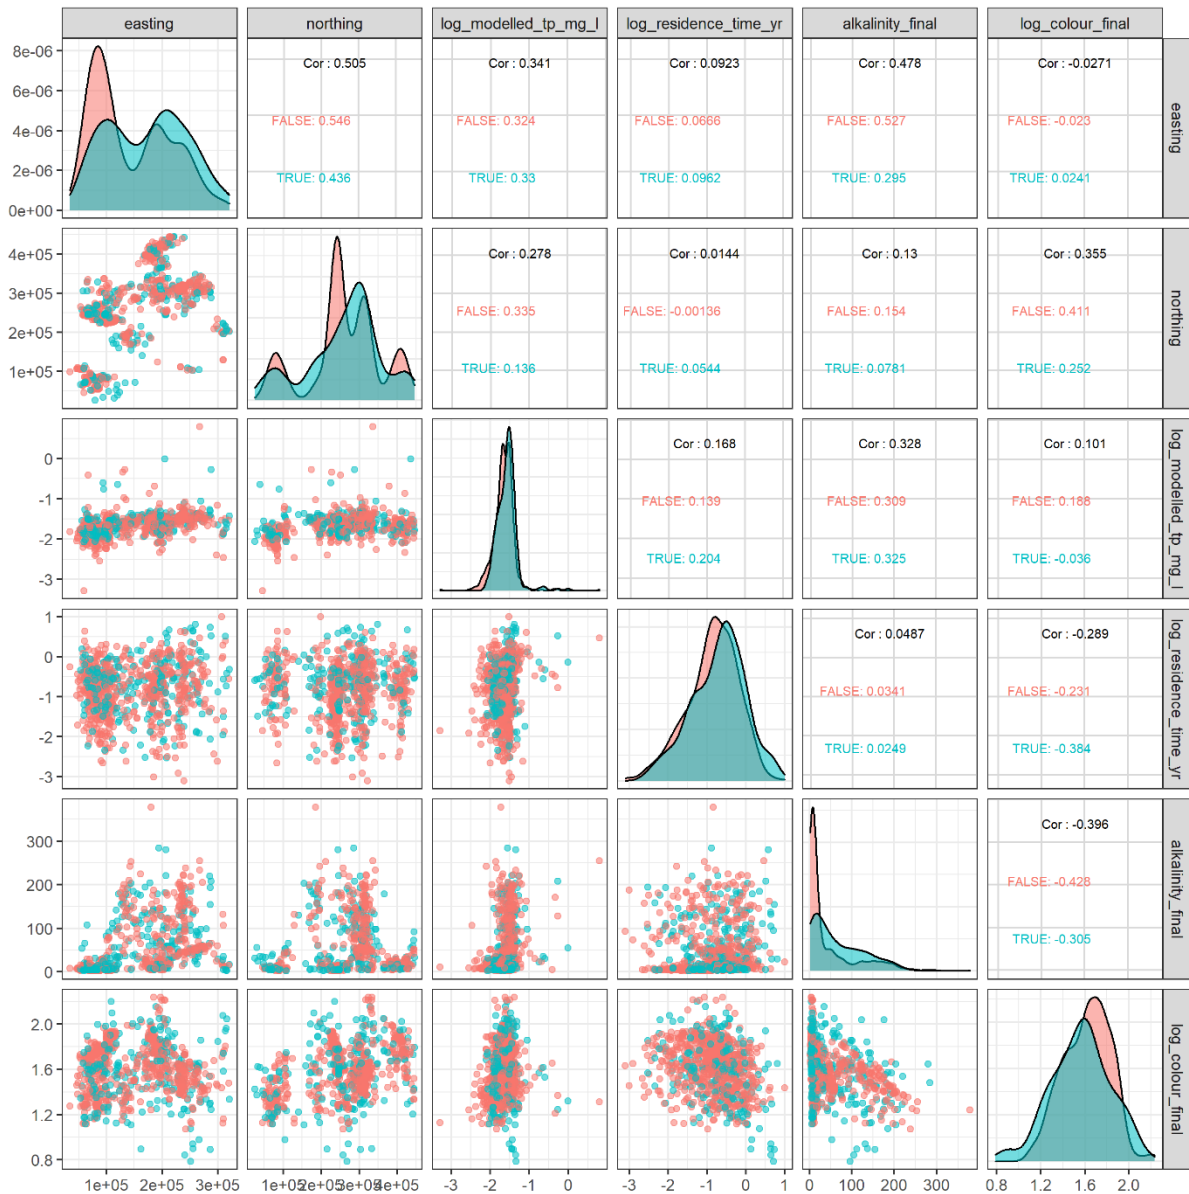 easting northing log_modelled_tp_mg_l log_residence_time_yr alkalinity_final log_colour_final
8e-06
6e-06
4e-06
2e-06
0e+00
Cor : 0.505 Cor : 0.341 Cor : 0.0923 Cor : 0.478 Cor : -0.0271
FALSE: 0.546 FALSE: 0.324 FALSE: 0.0666 FALSE: 0.527 FALSE: -0.023
TRUE: 0.436 TRUE: 0.33 TRUE: 0.0962 TRUE: 0.295 TRUE: 0.0241
easting
4e+05
3e+05
2e+05
1e+05
Cor : 0.278 Cor : 0.0144 Cor : 0.13 Cor : 0.355
FALSE: 0.335 FALSE: -0.00136 FALSE: 0.154 FALSE: 0.411
TRUE: 0.136 TRUE: 0.0544 TRUE: 0.0781 TRUE: 0.252
northing
0
-1
-2
-3
Cor : 0.168 Cor : 0.328 Cor : 0.101
FALSE: 0.139 FALSE: 0.309 FALSE: 0.188
TRUE: 0.204 TRUE: 0.325 TRUE: -0.036
log_modelled_tp_mg_l
1
0
-1
-2
-3
Cor : 0.0487 Cor : -0.289
FALSE: 0.0341 FALSE: -0.231
TRUE: 0.0249 TRUE: -0.384
log_residence_time_yr
300
200
100
0
Cor : -0.396
FALSE: -0.428
TRUE: -0.305
alkalinity_final
2.0
1.6
1.2
0.8
log_colour_final
1e+05 2e+05 3e+05 1e+05 2e+05 3e+05 4e+05 -3 -2 -1 0 -3 -2 -1 0 1 0 100 200 300 0.8 1.2 1.6 2.0